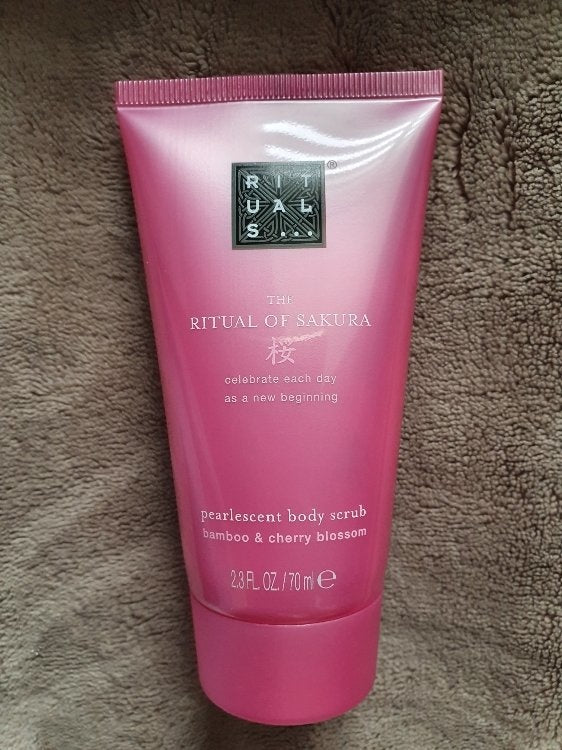 RIT
UAL
S...
®
THE
RITUAL OF SAKURA
桜
celebrate each day
as a new beginning
pearlescent body scrub
bamboo & cherry blossom
2.3 FL. OZ. / 70 ml ℮